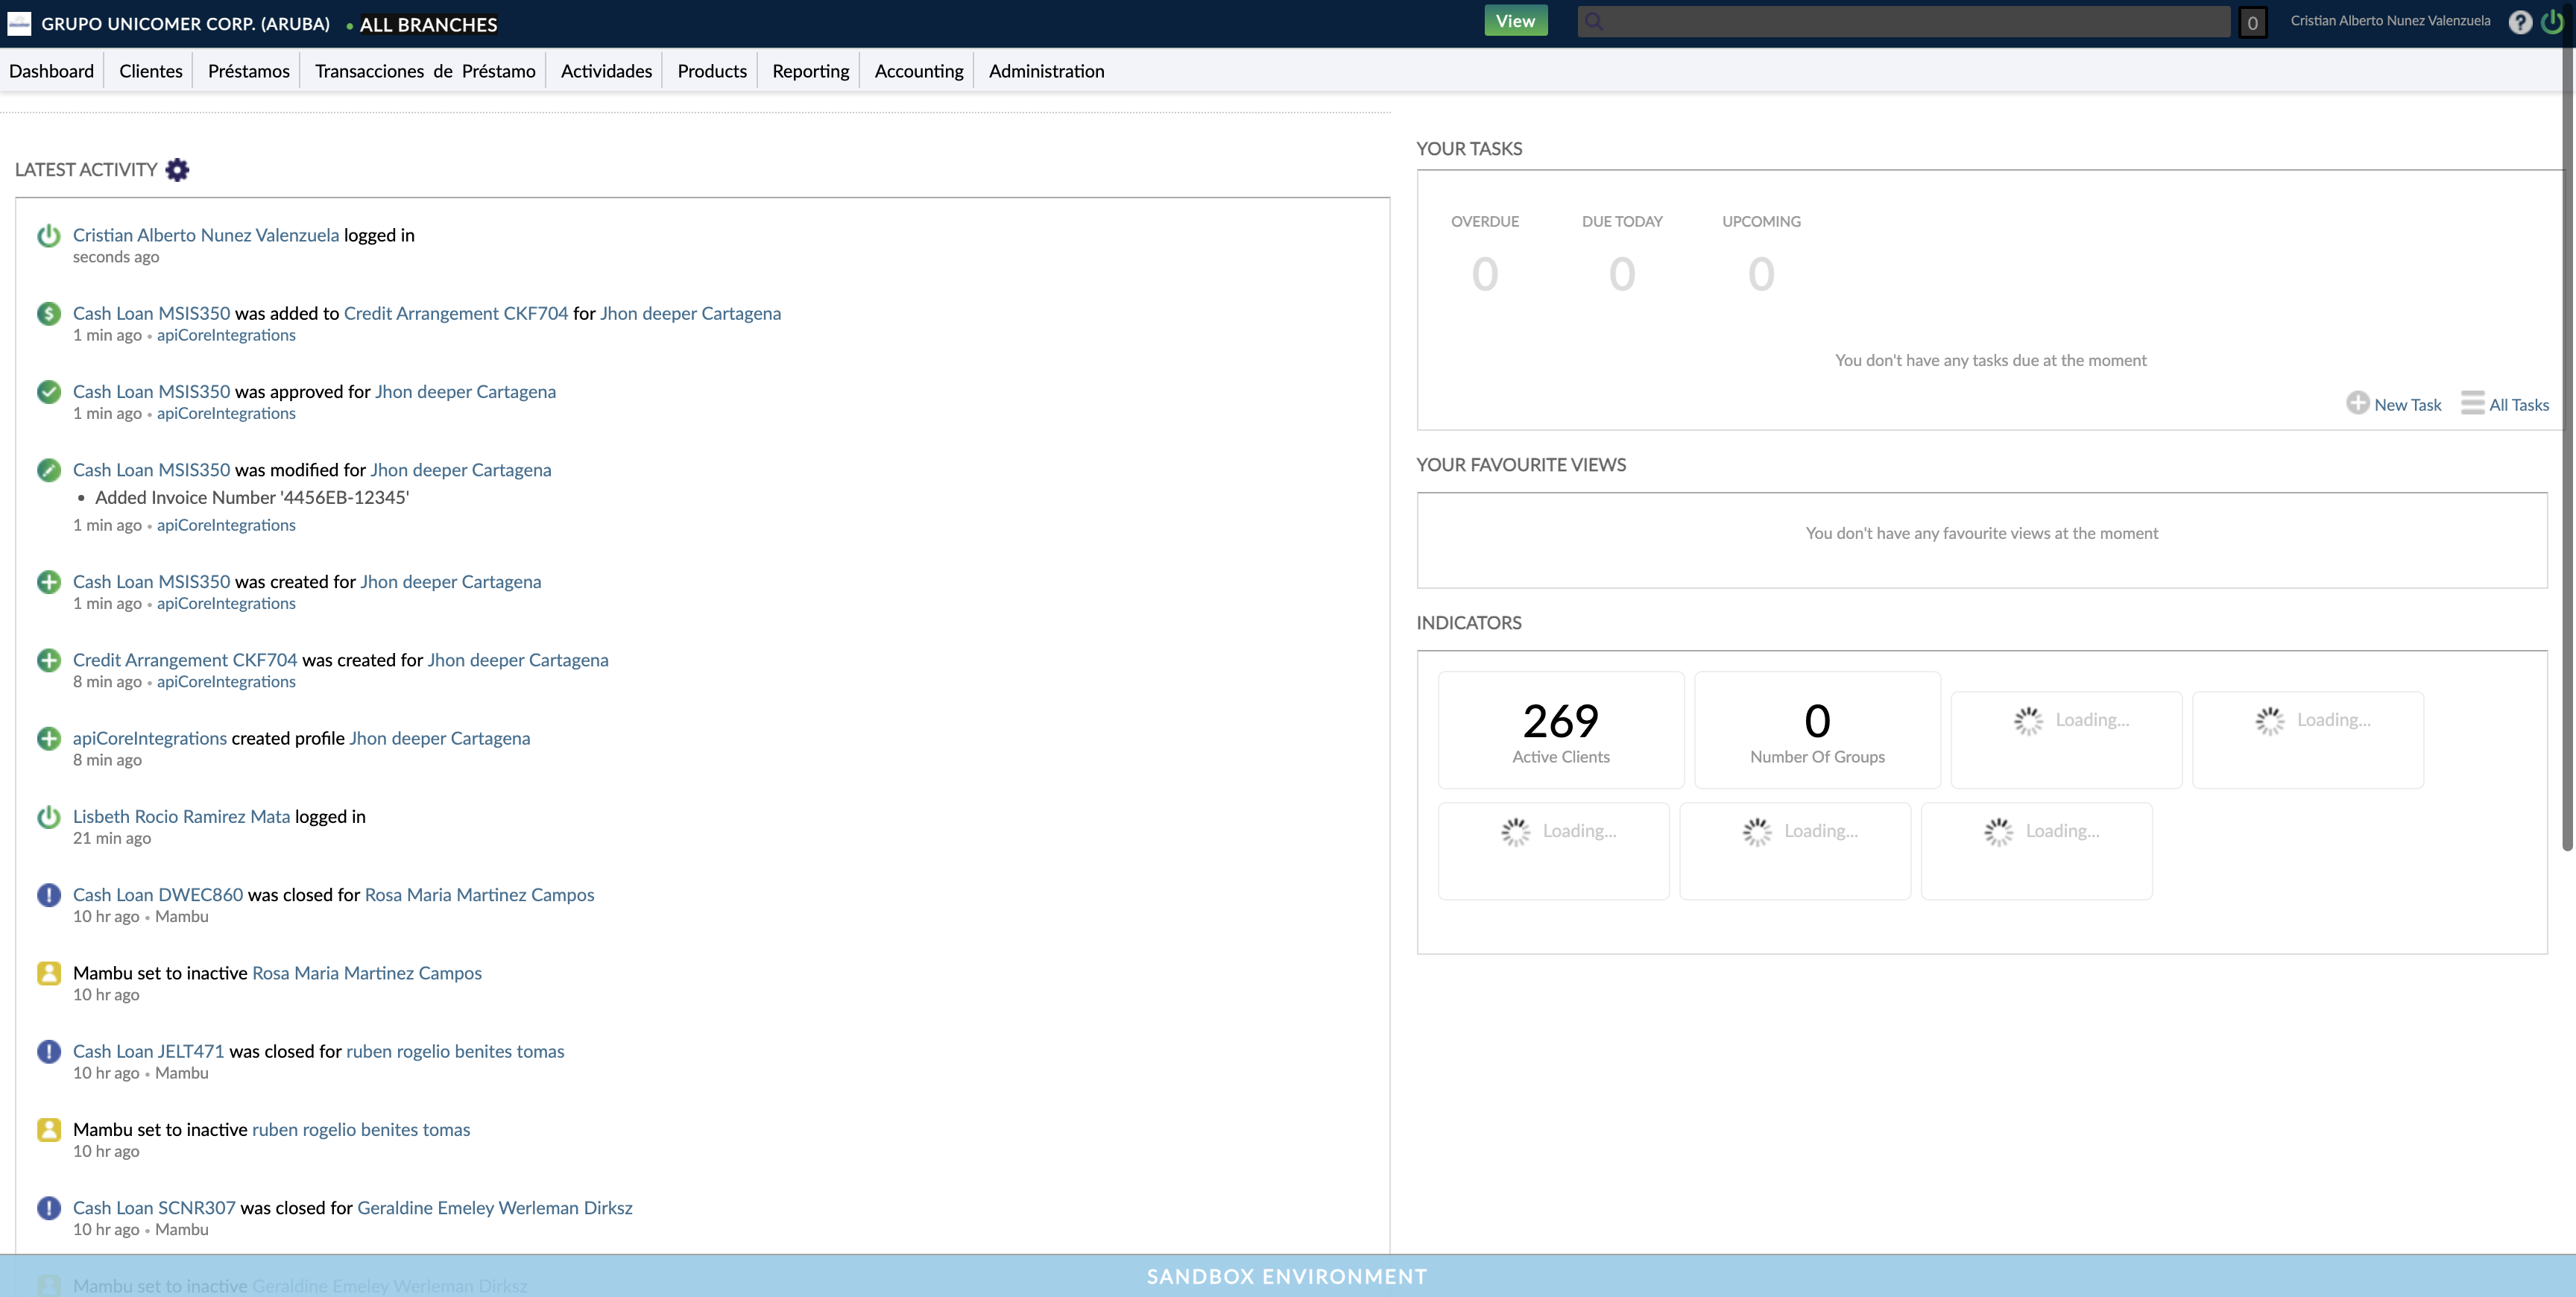 GRUPO UNICOMER CORP. (ARUBA) • ALL BRANCHES
View
0
Cristian Alberto Nunez Valenzuela
?
Dashboard Clientes Préstamos Transacciones de Préstamo Actividades Products Reporting Accounting Administration
LATEST ACTIVITY
Cristian Alberto Nunez Valenzuela logged in
seconds ago
Cash Loan MSIS350 was added to Credit Arrangement CKF704 for Jhon deeper Cartagena
1 min ago • apiCoreIntegrations
Cash Loan MSIS350 was approved for Jhon deeper Cartagena
1 min ago • apiCoreIntegrations
Cash Loan MSIS350 was modified for Jhon deeper Cartagena
• Added Invoice Number '4456EB-12345'
1 min ago • apiCoreIntegrations
Cash Loan MSIS350 was created for Jhon deeper Cartagena
1 min ago • apiCoreIntegrations
Credit Arrangement CKF704 was created for Jhon deeper Cartagena
8 min ago • apiCoreIntegrations
apiCoreIntegrations created profile Jhon deeper Cartagena
8 min ago
Lisbeth Rocio Ramirez Mata logged in
21 min ago
Cash Loan DWEC860 was closed for Rosa Maria Martinez Campos
10 hr ago • Mambu
Mambu set to inactive Rosa Maria Martinez Campos
10 hr ago
Cash Loan JELT471 was closed for ruben rogelio benites tomas
10 hr ago • Mambu
Mambu set to inactive ruben rogelio benites tomas
10 hr ago
Cash Loan SCNR307 was closed for Geraldine Emeley Werleman Dirksz
10 hr ago • Mambu
Mambu set to inactive Geraldine Emeley Werleman Dirksz
YOUR TASKS
OVERDUE DUE TODAY UPCOMING
0 0 0
You don't have any tasks due at the moment
New Task All Tasks
YOUR FAVOURITE VIEWS
You don't have any favourite views at the moment
INDICATORS
269 0 Loading... Loading...
Active Clients Number Of Groups
Loading... Loading... Loading...
SANDBOX ENVIRONMENT